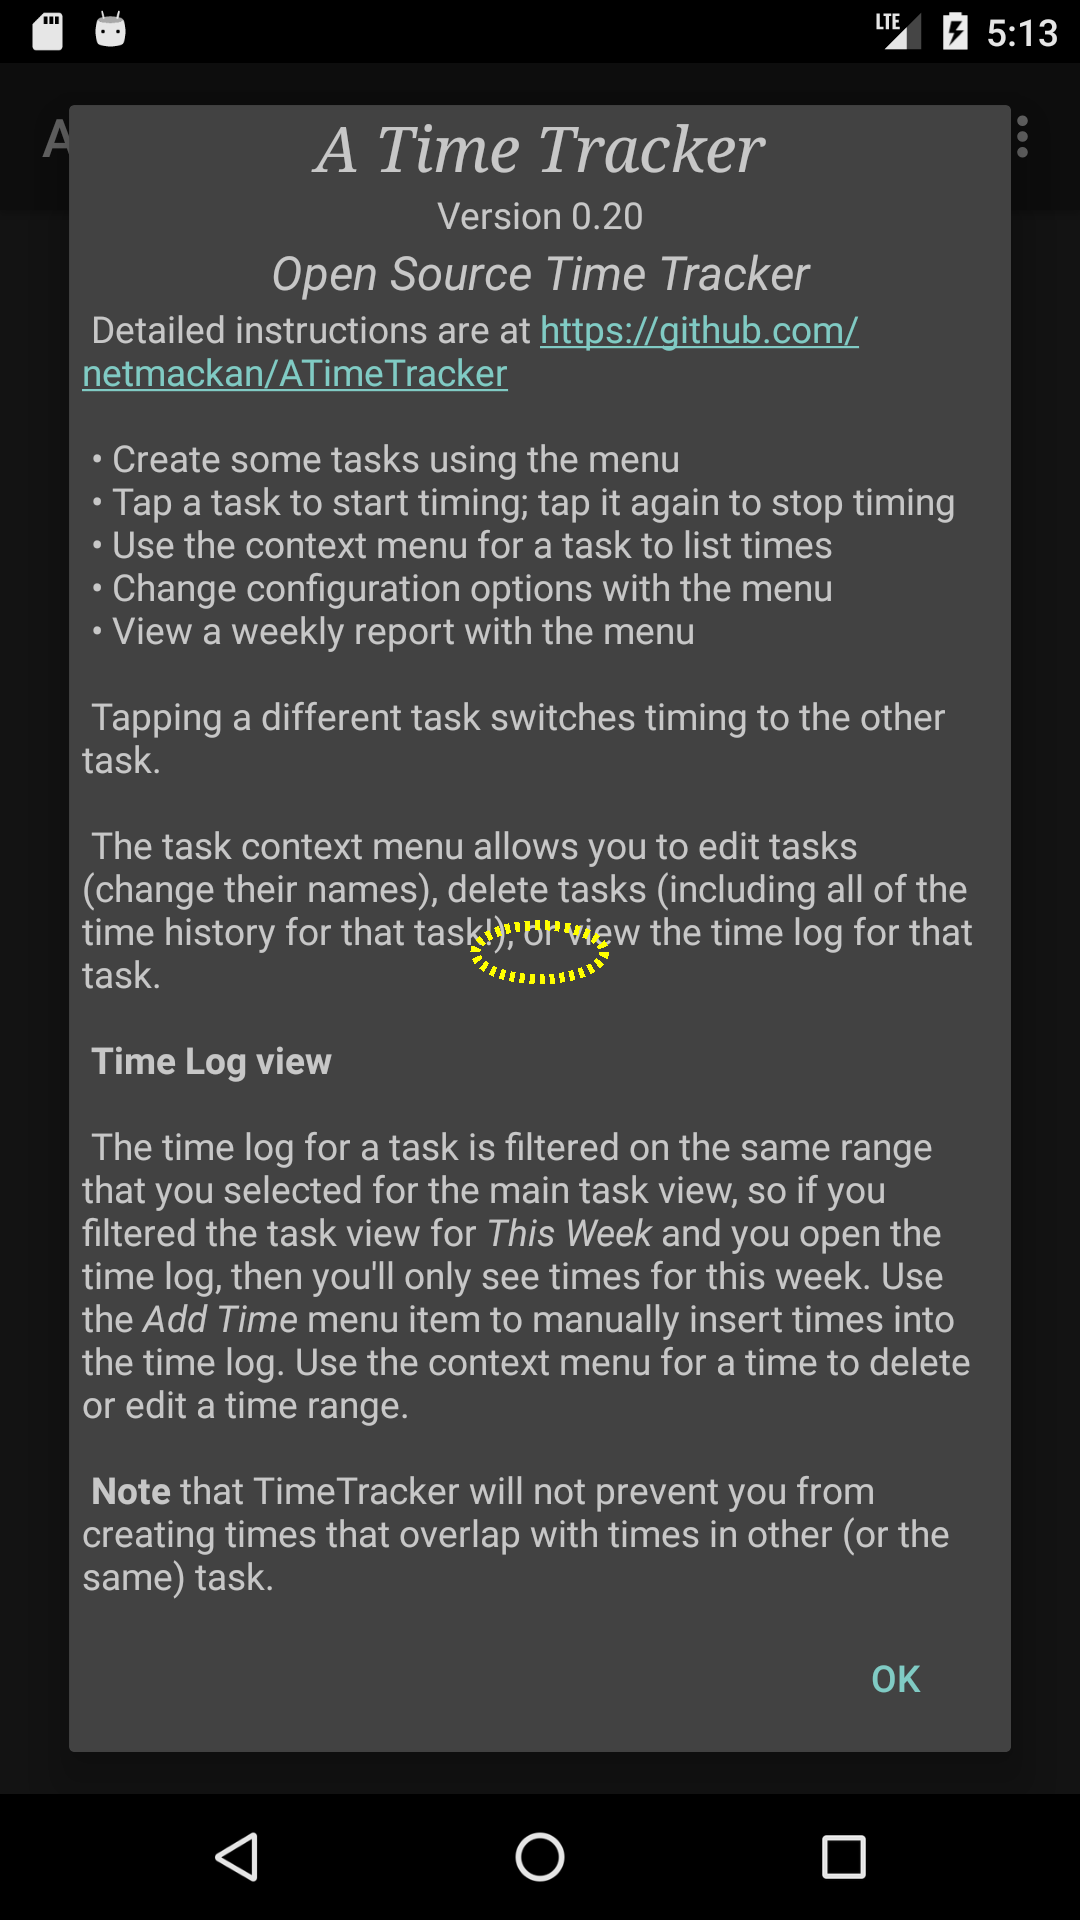 LTE 5:13
A
A Time Tracker
Version 0.20
Open Source Time Tracker
Detailed instructions are at https://github.com/
netmackan/ATimeTracker
• Create some tasks using the menu
• Tap a task to start timing; tap it again to stop timing
• Use the context menu for a task to list times
• Change configuration options with the menu
• View a weekly report with the menu
Tapping a different task switches timing to the other
task.
The task context menu allows you to edit tasks
(change their names), delete tasks (including all of the
time history for that task!), or view the time log for that
task.
Time Log view
The time log for a task is filtered on the same range
that you selected for the main task view, so if you
filtered the task view for This Week and you open the
time log, then you'll only see times for this week. Use
the Add Time menu item to manually insert times into
the time log. Use the context menu for a time to delete
or edit a time range.
Note that TimeTracker will not prevent you from
creating times that overlap with times in other (or the
same) task.
OK